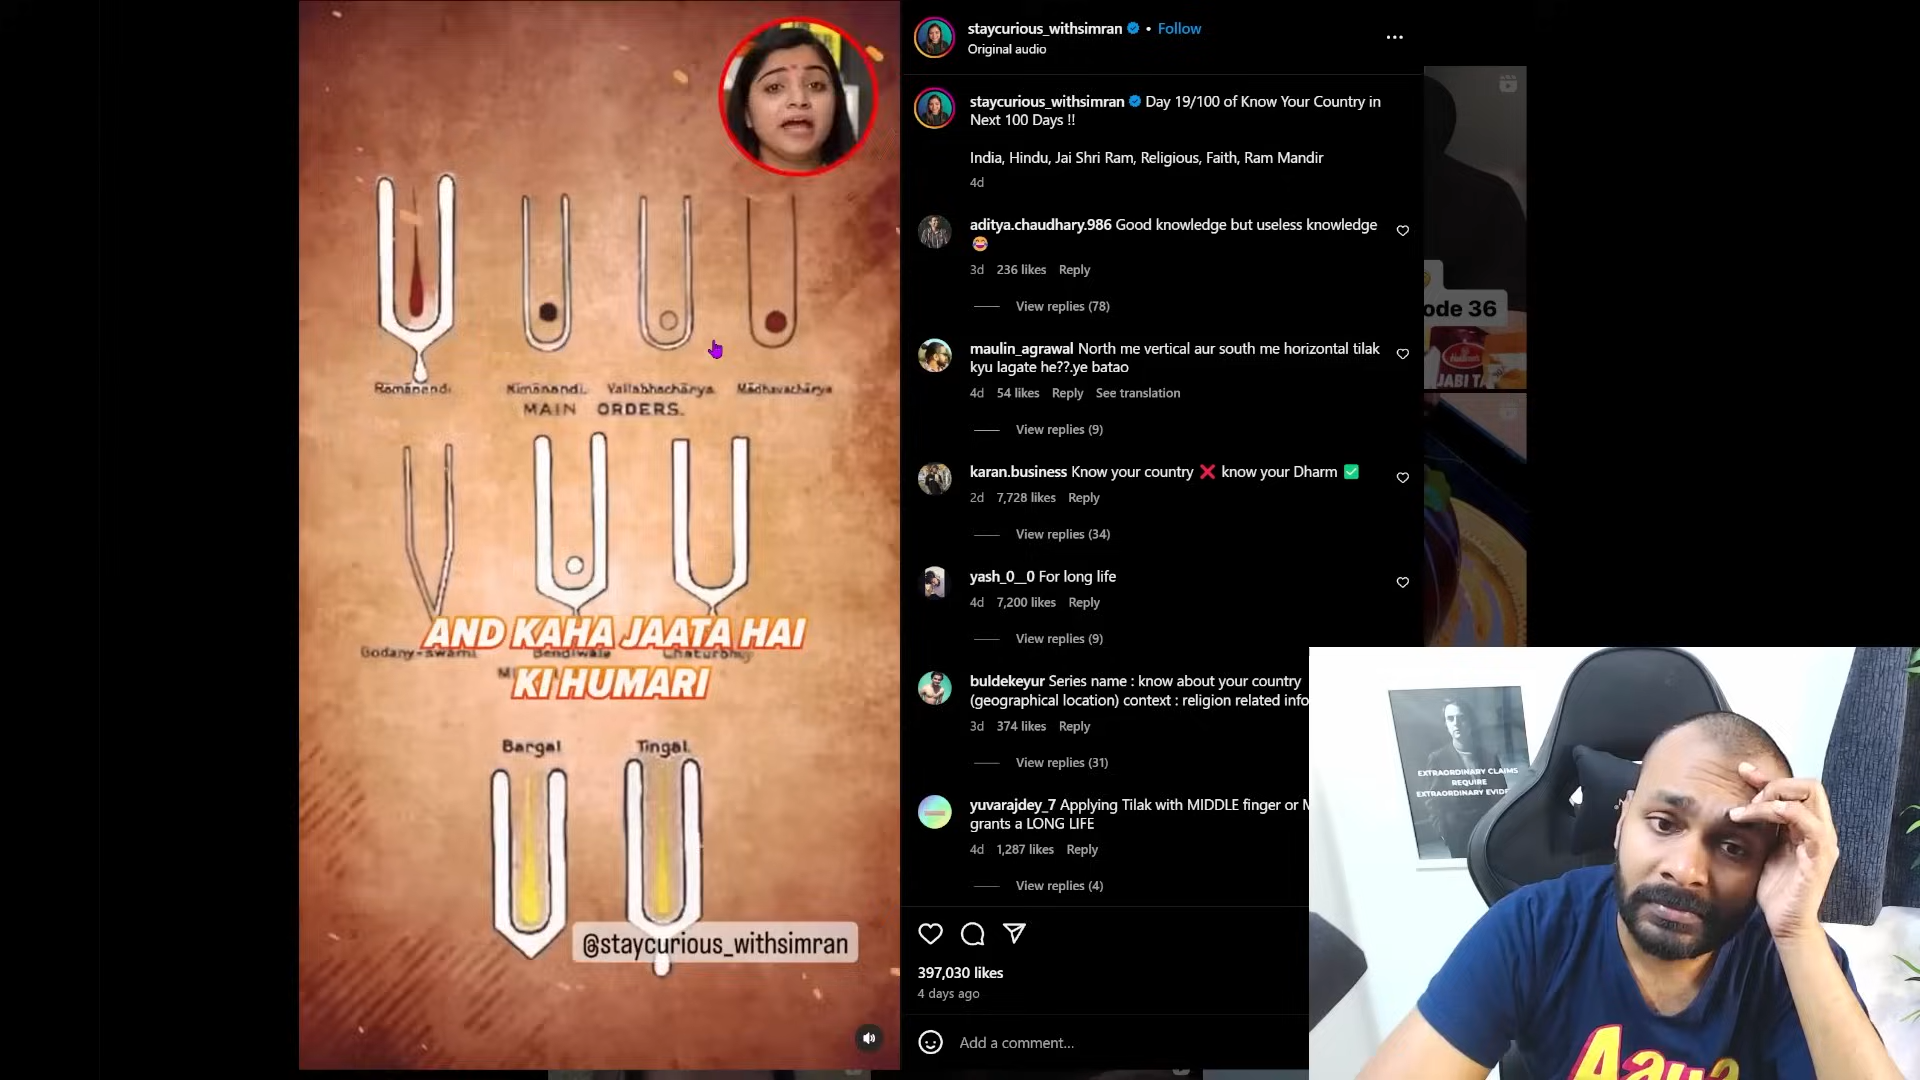 Rāmānandi
Nimānandi
Vallabhachārya
Mādhavachārya
MAIN ORDERS.
AND KAHA JAATA HAI
Godany-swami
Bendiwale
Chaturbhuj
KI HUMARI
Bargal
Tingal.
@staycurious_withsimran
staycurious_withsimran • Follow
Original audio
staycurious_withsimran Day 19/100 of Know Your Country in
Next 100 Days !!
India, Hindu, Jai Shri Ram, Religious, Faith, Ram Mandir
4d
aditya.chaudhary.986 Good knowledge but useless knowledge
😂
3d 236 likes Reply
View replies (78)
maulin_agrawal North me vertical aur south me horizontal tilak
kyu lagate he??.ye batao
4d 54 likes Reply See translation
View replies (9)
karan.business Know your country ❌ know your Dharm ✅
2d 7,728 likes Reply
View replies (34)
yash_0__0 For long life
4d 7,200 likes Reply
View replies (9)
buldekeyur Series name : know about your country
(geographical location) context : religion related info
3d 374 likes Reply
View replies (31)
yuvarajdey_7 Applying Tilak with MIDDLE finger or M
grants a LONG LIFE
4d 1,287 likes Reply
View replies (4)
397,030 likes
4 days ago
Add a comment...
ode 36
JABI TA
EXTRAORDINARY CLAIMS
REQUIRE
EXTRAORDINARY EVID